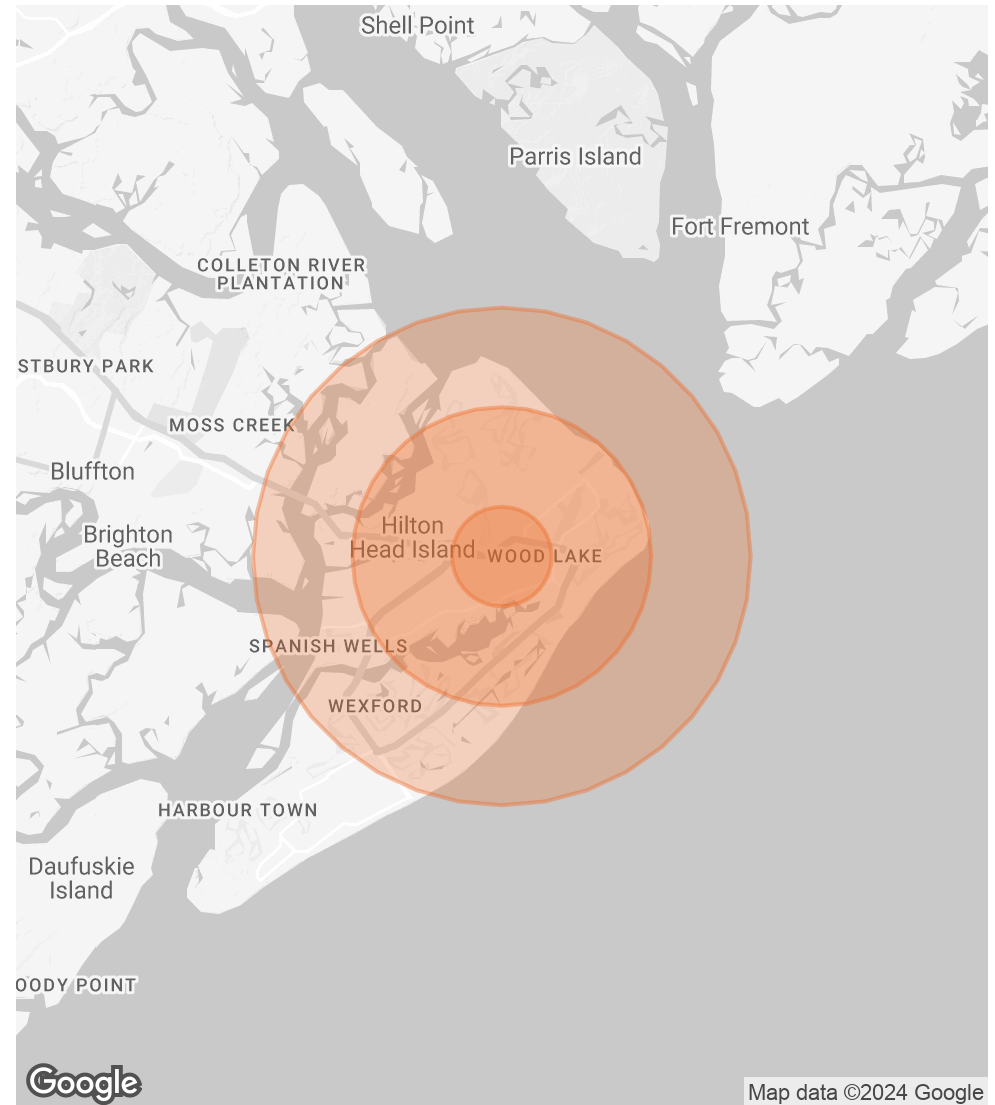 Shell Point
Parris Island
Fort Fremont
COLLETON RIVER
PLANTATION
STBURY PARK
MOSS CREEK
Bluffton
Hilton
Head Island
Brighton
Beach
WOOD LAKE
SPANISH WELLS
WEXFORD
HARBOUR TOWN
Daufuskie
Island
OODY POINT
Google
Map data ©2024 Google